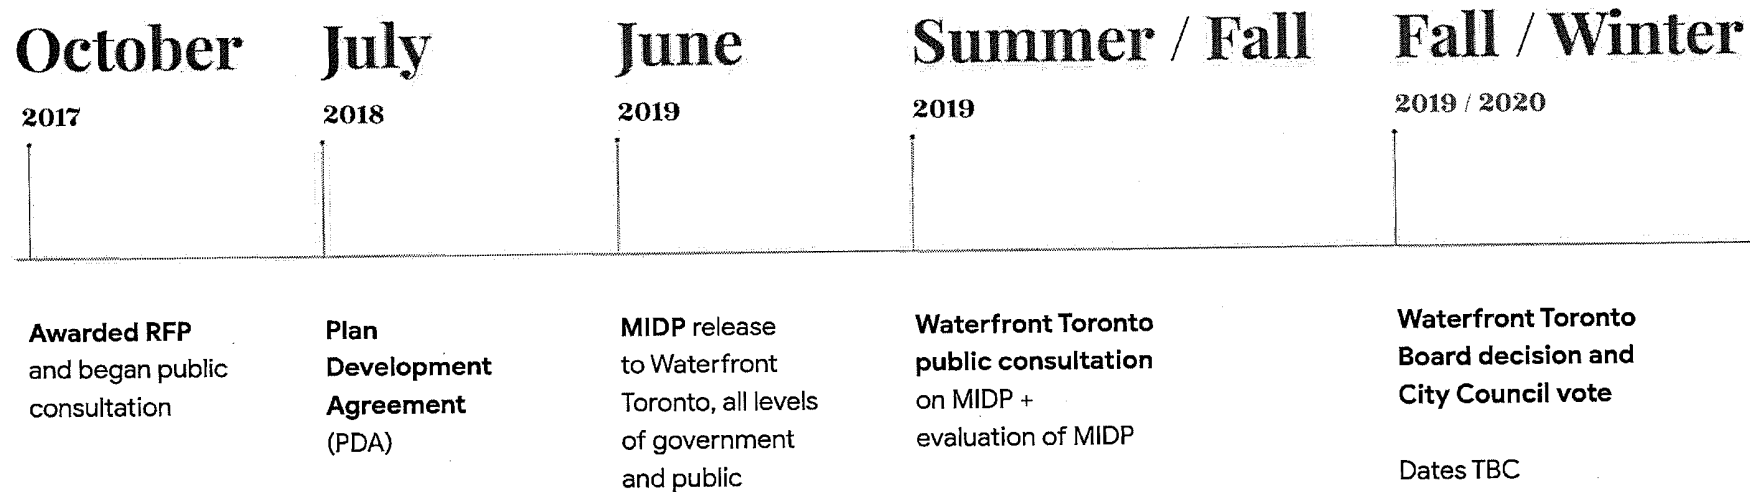 October
2017
Awarded RFP
and began public
consultation
July
2018
Plan
Development
Agreement
(PDA)
June
2019
MIDP release
to Waterfront
Toronto, all levels
of government
and public
Summer / Fall
2019
Waterfront Toronto
public consultation
on MIDP +
evaluation of MIDP
Fall / Winter
2019 / 2020
Waterfront Toronto
Board decision and
City Council vote
Dates TBC